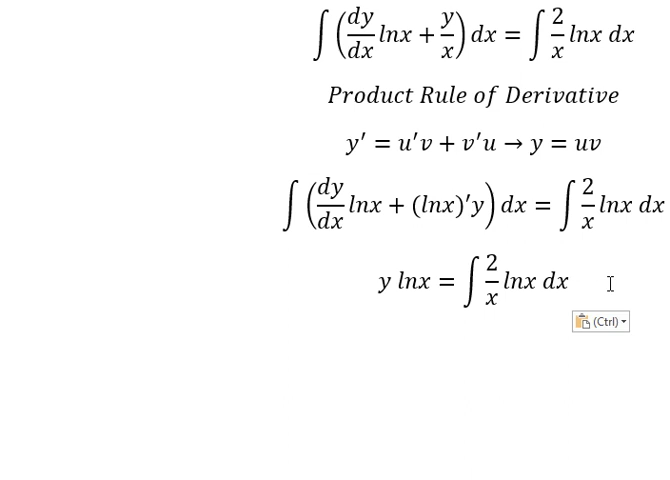 ∫ (dy/dx lnx + y/x) dx = ∫ 2/x lnx dx
Product Rule of Derivative
y′ = u′v + v′u → y = uv
∫ (dy/dx lnx + (lnx)′y) dx = ∫ 2/x lnx dx
y lnx = ∫ 2/x lnx dx
(Ctrl)